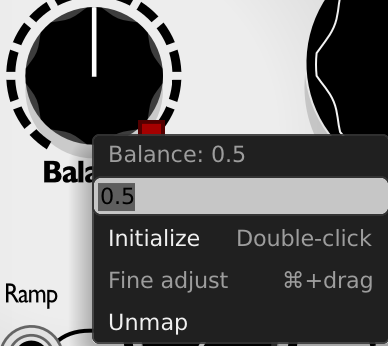 Bala
Balance: 0.5
0.5
Initialize Double-click
Fine adjust ⌘+drag
Ramp
Unmap